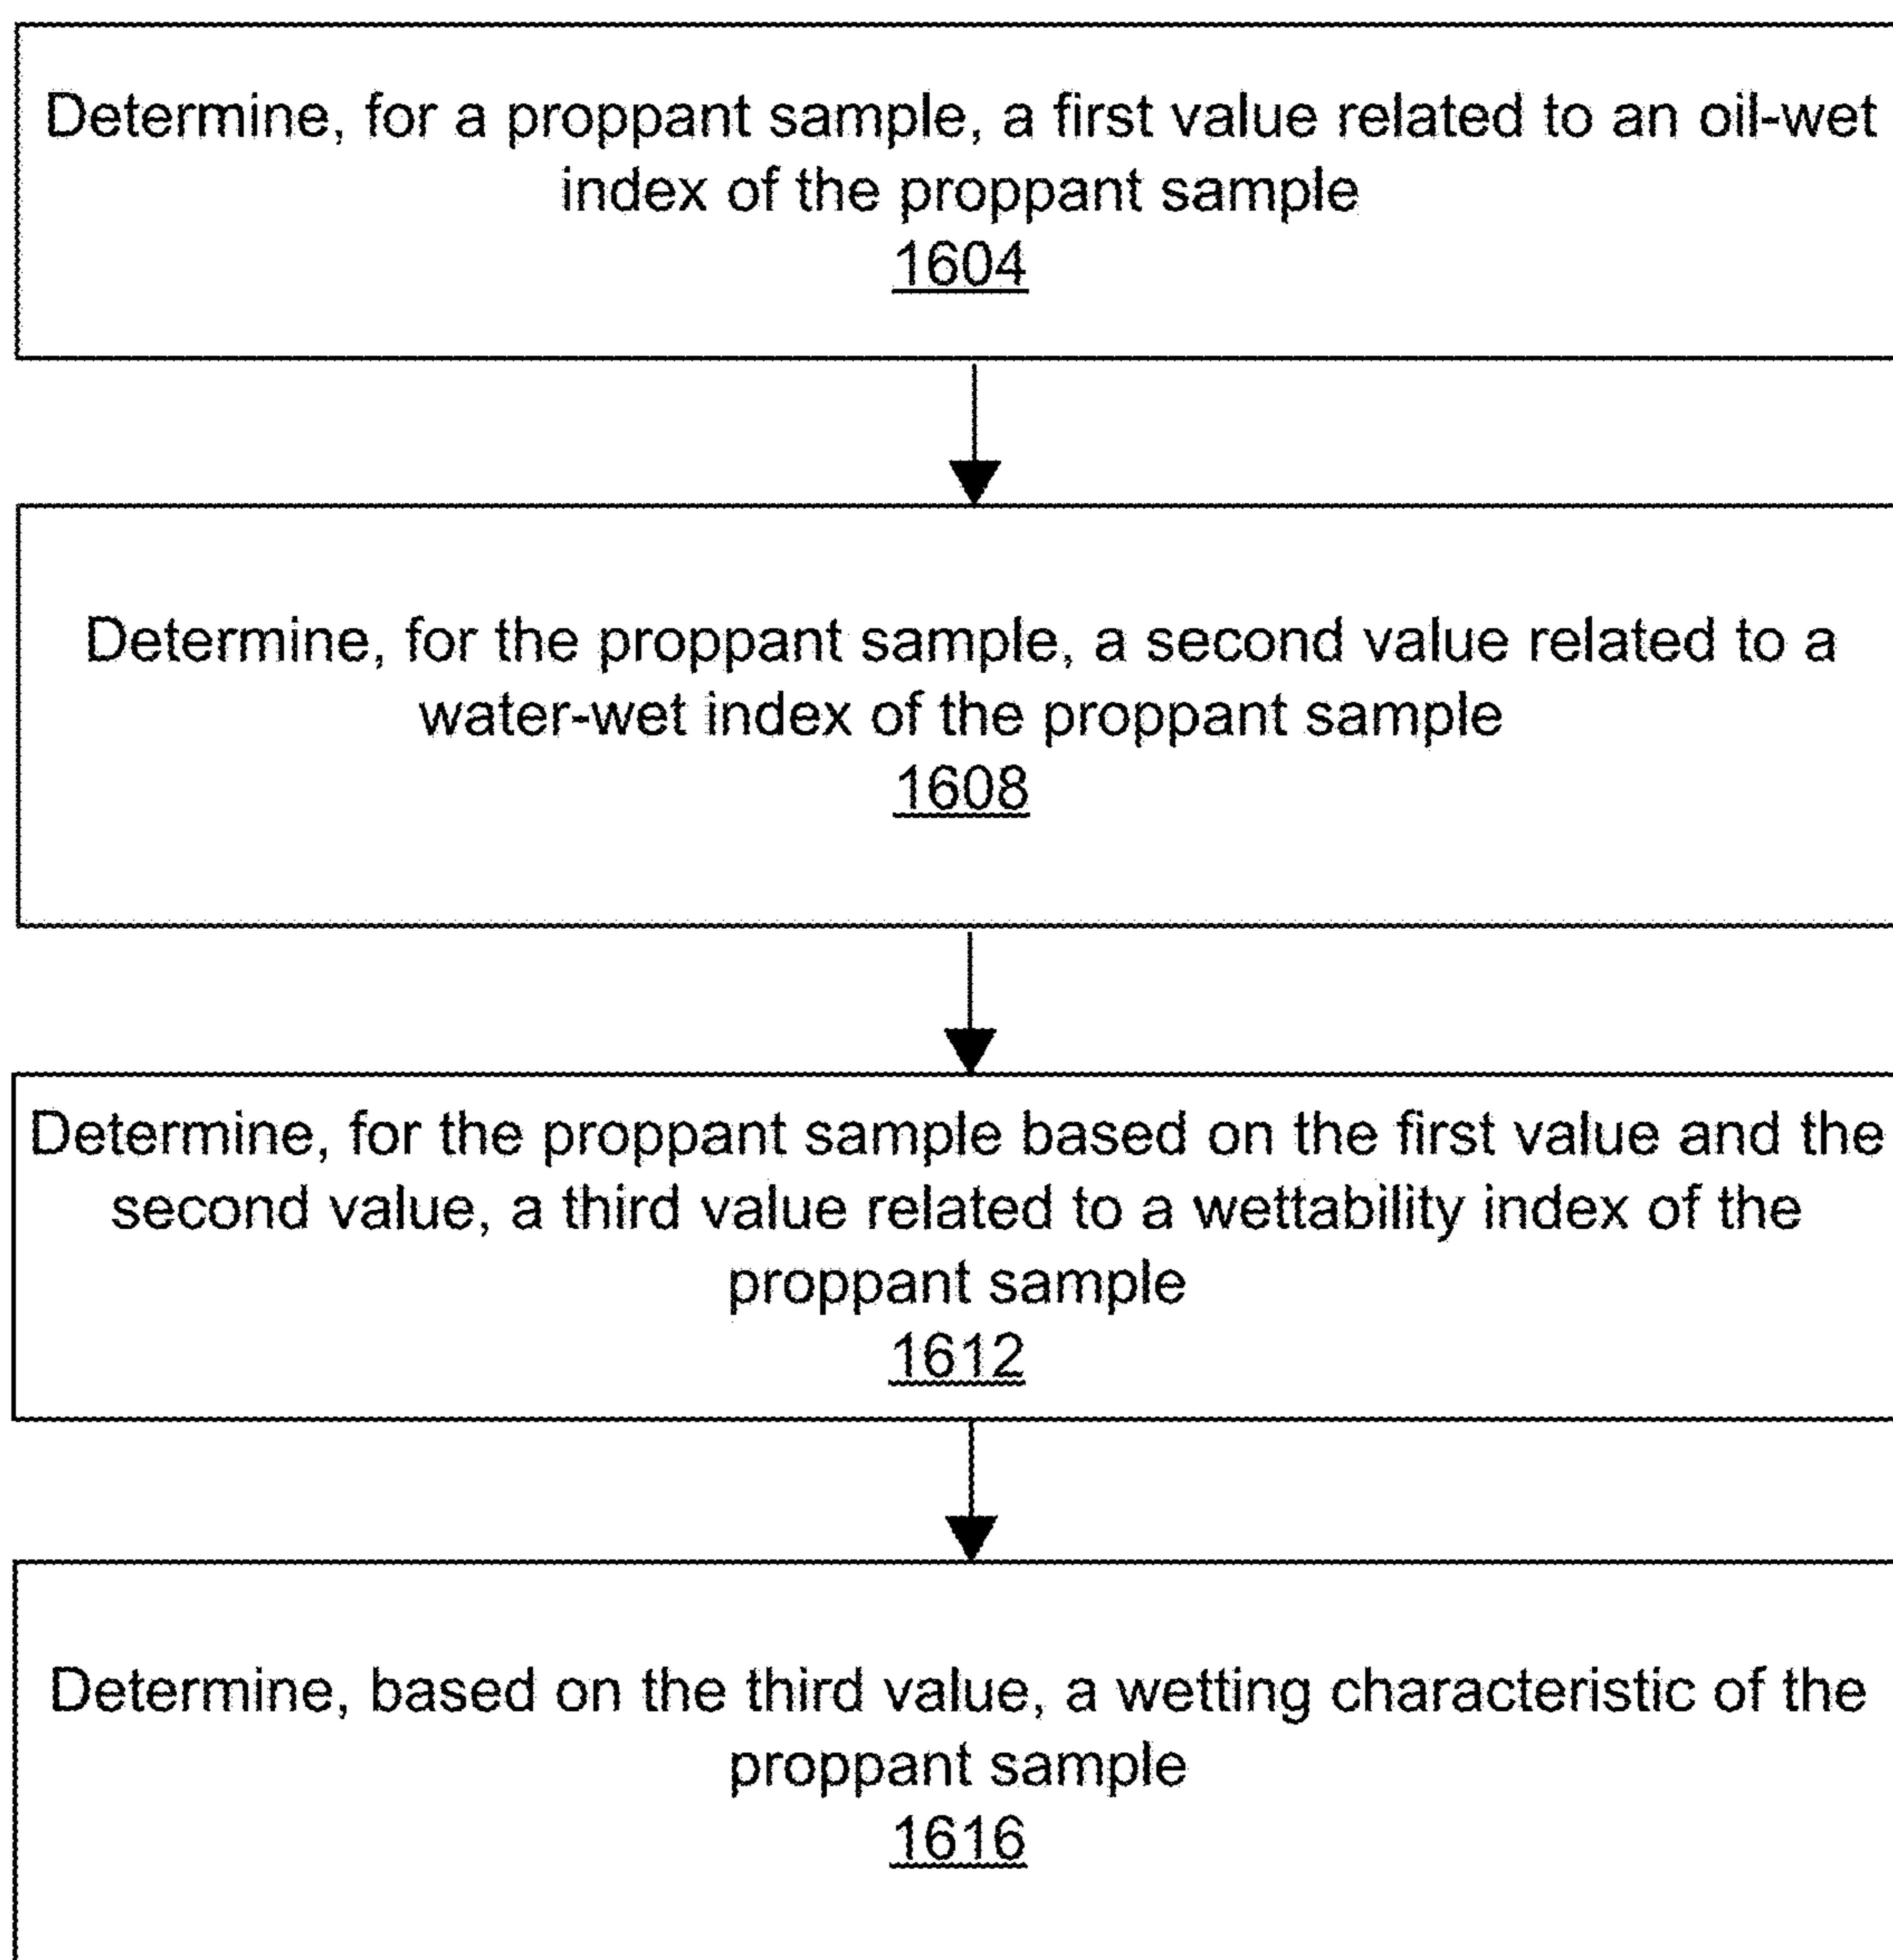 Determine, for a proppant sample, a first value related to an oil-wet
index of the proppant sample
1604
Determine, for the proppant sample, a second value related to a
water-wet index of the proppant sample
1608
Determine, for the proppant sample based on the first value and the
second value, a third value related to a wettability index of the
proppant sample
1612
Determine, based on the third value, a wetting characteristic of the
proppant sample
1616